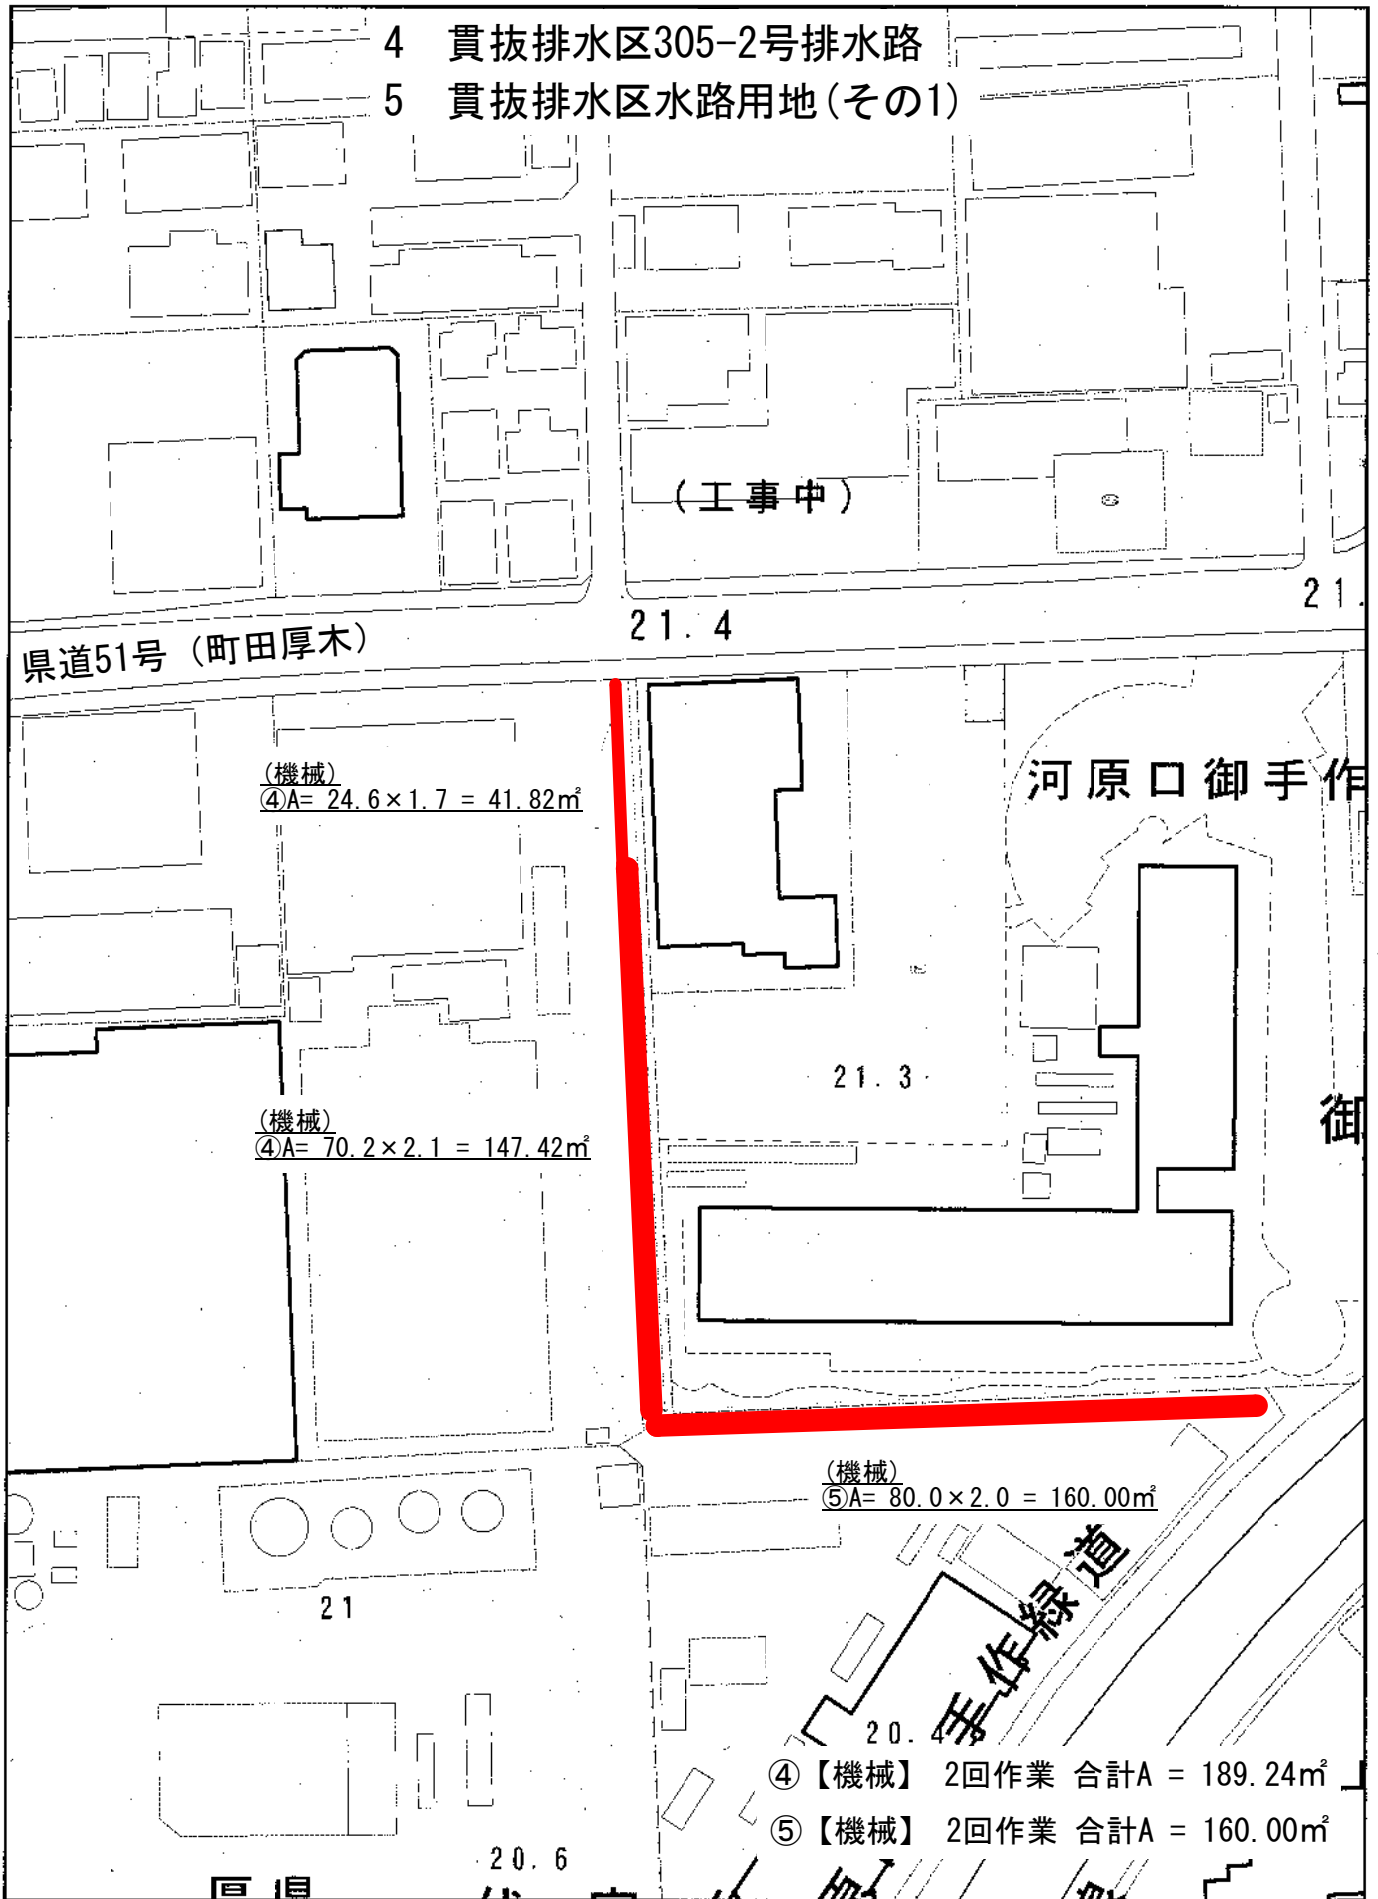 4　貫抜排水区305-2号排水路
5　貫抜排水区水路用地(その1)
(工事中)
21.
21.4
県道51号（町田厚木）
河原口御手作
(機械)
④A= 24.6×1.7 = 41.82㎡
21.3
御
(機械)
④A= 70.2×2.1 = 147.42㎡
(機械)
⑤A= 80.0×2.0 = 160.00㎡
手作緑道
21
20.4
④【機械】 2回作業 合計A = 189.24㎡
⑤【機械】 2回作業 合計A = 160.00㎡
20.6